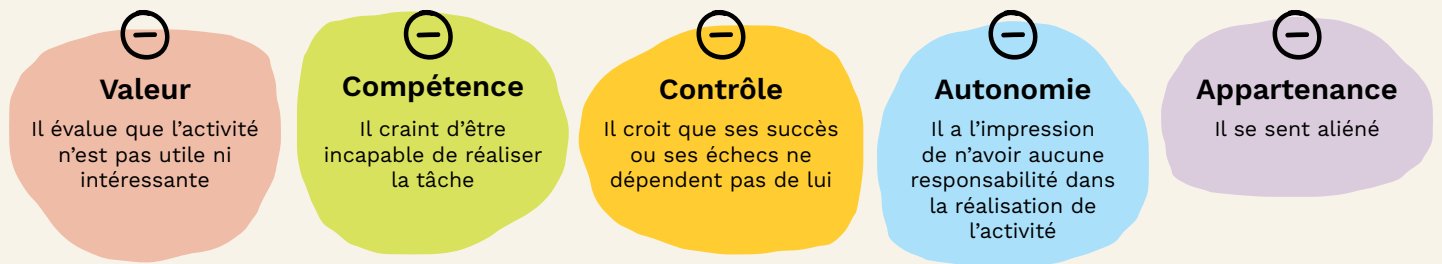 Valeur
Il évalue que l'activité
n'est pas utile ni
intéressante
Compétence
Il craint d'être
incapable de réaliser
la tâche
Contrôle
Il croit que ses succès
ou ses échecs ne
dépendent pas de lui
Autonomie
Il a l'impression
de n'avoir aucune
responsabilité dans
la réalisation de
l'activité
Appartenance
Il se sent aliéné